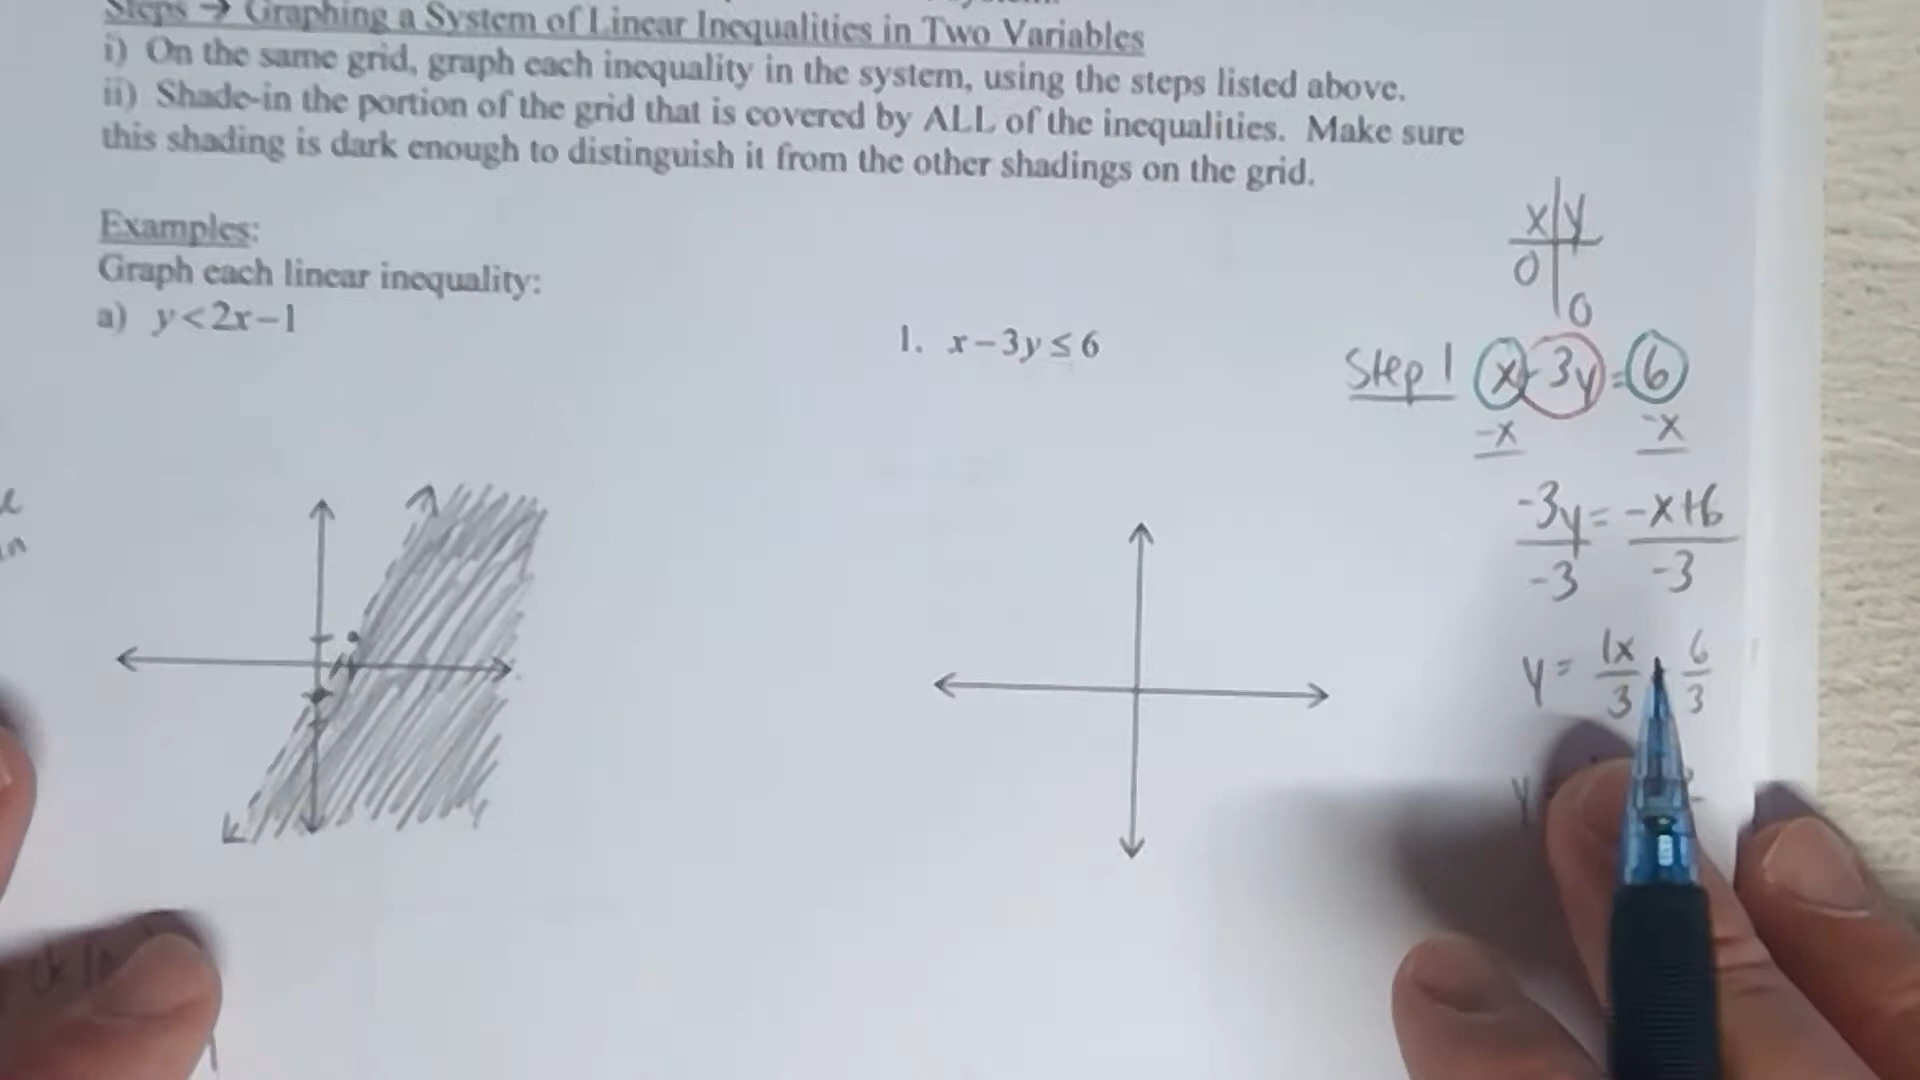 Steps → Graphing a System of Linear Inequalities in Two Variables
i) On the same grid, graph each inequality in the system, using the steps listed above.
ii) Shade-in the portion of the grid that is covered by ALL of the inequalities. Make sure
this shading is dark enough to distinguish it from the other shadings on the grid.
Examples:
Graph each linear inequality:
a) y<2x-1
1. x-3y≤6
x y
0
0
Step 1 x-3y=6
-x -x
-3y = -x+6
-3 -3
y = 1x 6
3 3
y